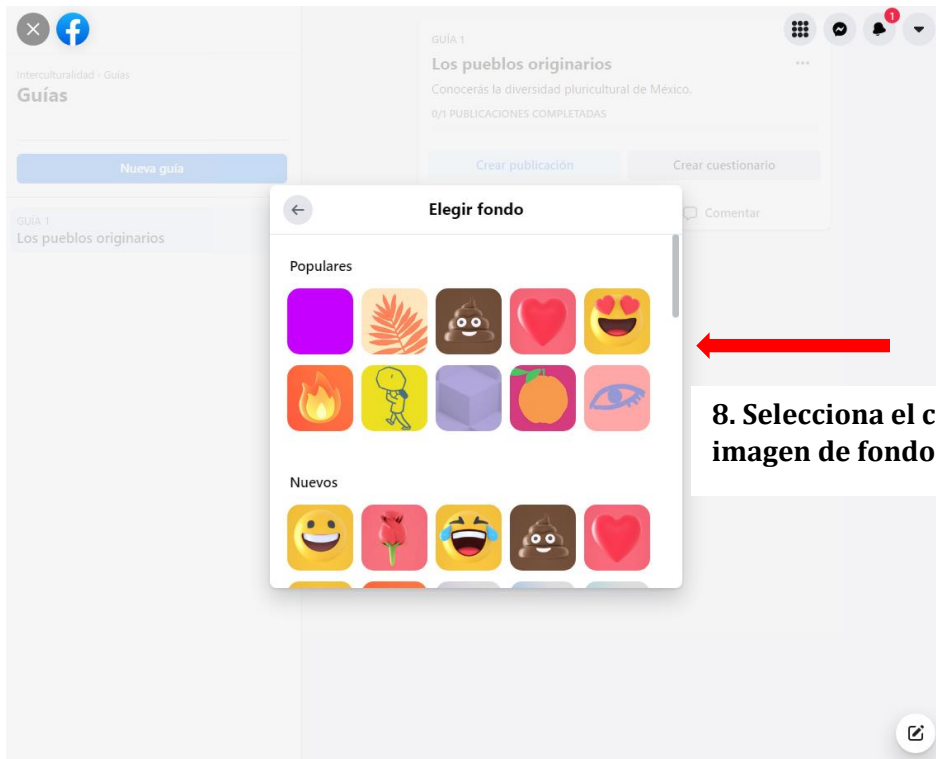 1
GUÍA 1
Los pueblos originarios
Conocerás la diversidad pluricultural de México.
0/1 PUBLICACIONES COMPLETADAS
Interculturalidad › Guías
Guías
Nueva guía
Crear publicación
Crear cuestionario
GUÍA 1
Los pueblos originarios
Comentar
Elegir fondo
Populares
Nuevos
8. Selecciona el c
imagen de fondo